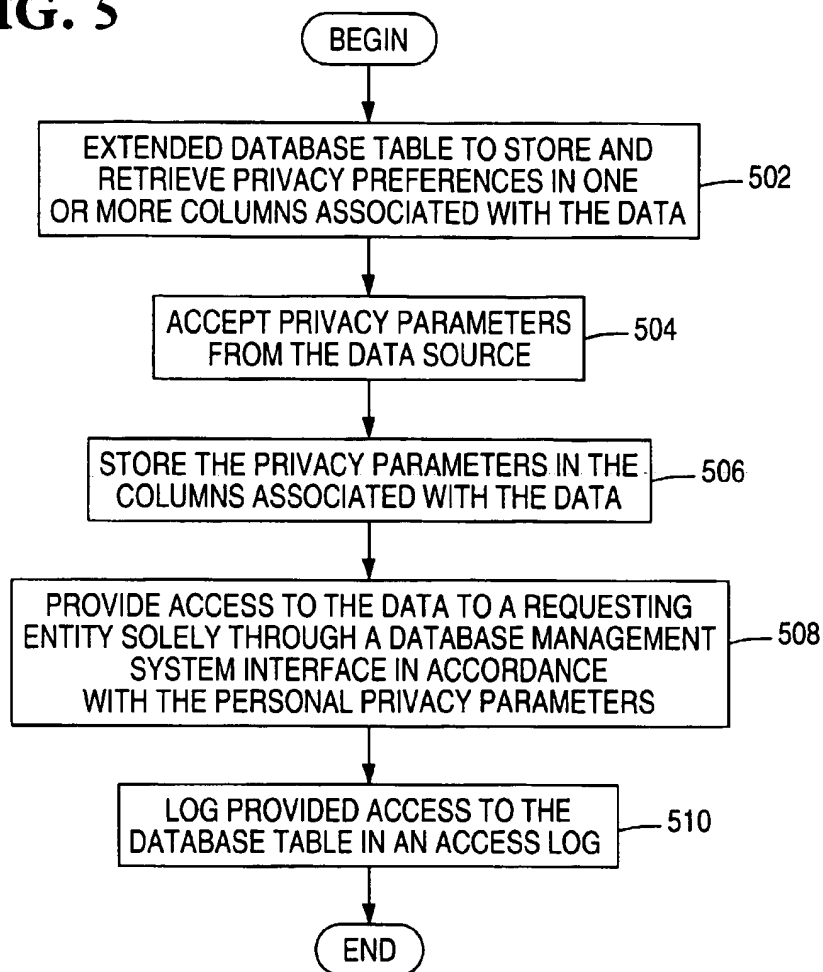 IG. 5
BEGIN
EXTENDED DATABASE TABLE TO STORE AND
RETRIEVE PRIVACY PREFERENCES IN ONE
OR MORE COLUMNS ASSOCIATED WITH THE DATA
502
ACCEPT PRIVACY PARAMETERS
FROM THE DATA SOURCE
504
STORE THE PRIVACY PARAMETERS IN THE
COLUMNS ASSOCIATED WITH THE DATA
506
PROVIDE ACCESS TO THE DATA TO A REQUESTING
ENTITY SOLELY THROUGH A DATABASE MANAGEMENT
SYSTEM INTERFACE IN ACCORDANCE
WITH THE PERSONAL PRIVACY PARAMETERS
508
LOG PROVIDED ACCESS TO THE
DATABASE TABLE IN AN ACCESS LOG
510
END